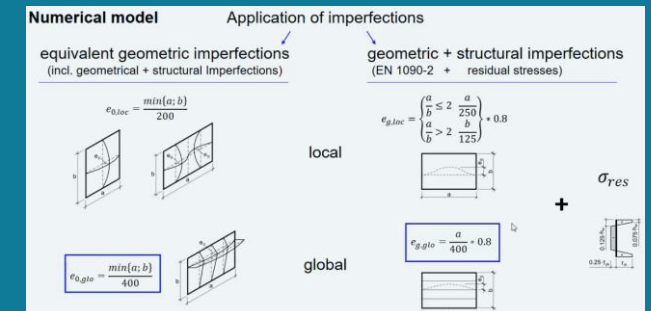 Numerical model
Application of imperfections
equivalent geometric imperfections
(incl. geometrical + structural Imperfections)
geometric + structural imperfections
(EN 1090-2 + residual stresses)
e0,loc = min{a; b} / 200
local
eg,loc = { a/b ≤ 2 a/250
a/b > 2 b/125 } * 0.8
σres
+
e0,glo = min{a; b} / 400
global
eg,glo = a/400 * 0.8